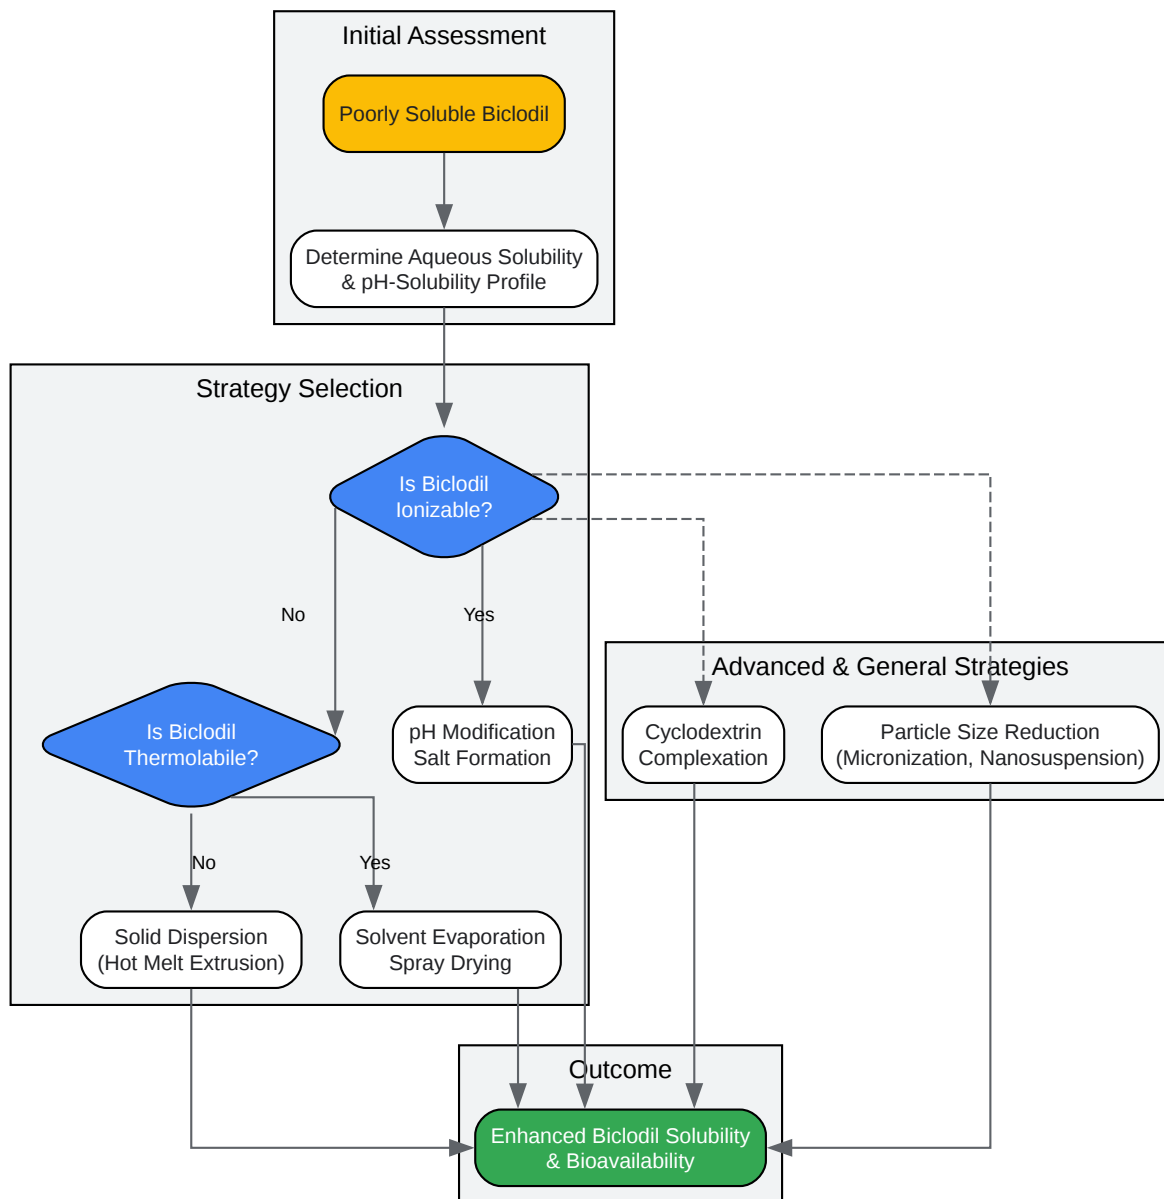 Initial Assessment
Poorly Soluble Biclodil
Determine Aqueous Solubility
& pH-Solubility Profile
Strategy Selection
Is Biclodil
Ionizable?
No
Yes
Advanced & General Strategies
Is Biclodil
Thermolabile?
pH Modification
Salt Formation
Cyclodextrin
Complexation
Particle Size Reduction
(Micronization, Nanosuspension)
No
Yes
Solid Dispersion
(Hot Melt Extrusion)
Solvent Evaporation
Spray Drying
Outcome
Enhanced Biclodil Solubility
& Bioavailability